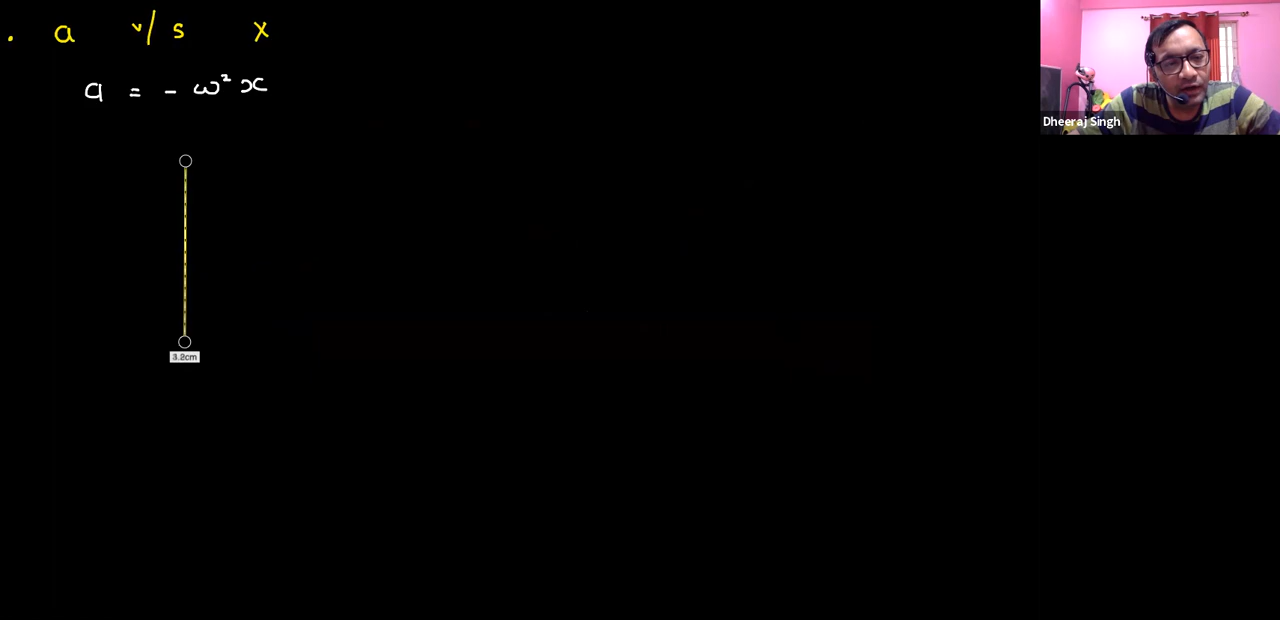 . a v/s x
a = - ω² x
3.2cm
Dheeraj Singh